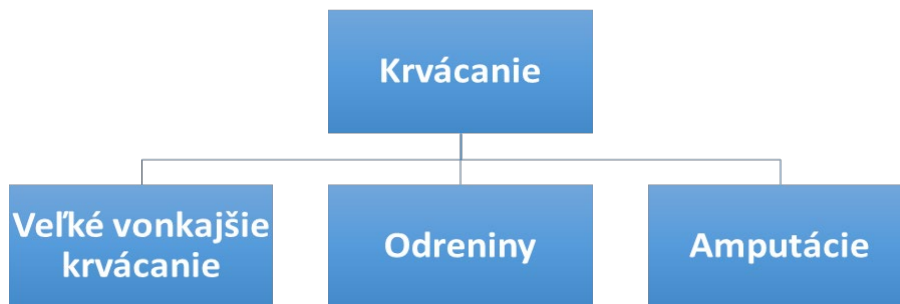 Krvácanie
Veľké vonkajšie
krvácanie
Odreniny
Amputácie